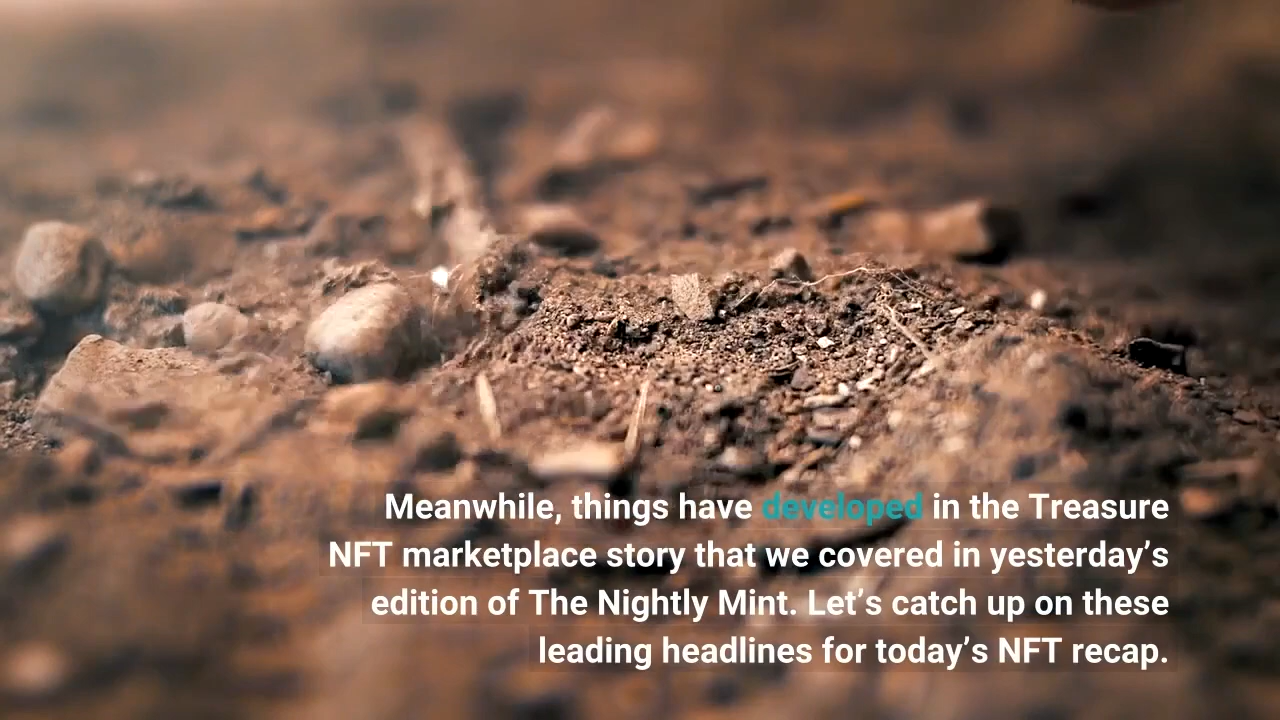 Meanwhile, things have developed in the Treasure
NFT marketplace story that we covered in yesterday’s
edition of The Nightly Mint. Let’s catch up on these
leading headlines for today’s NFT recap.